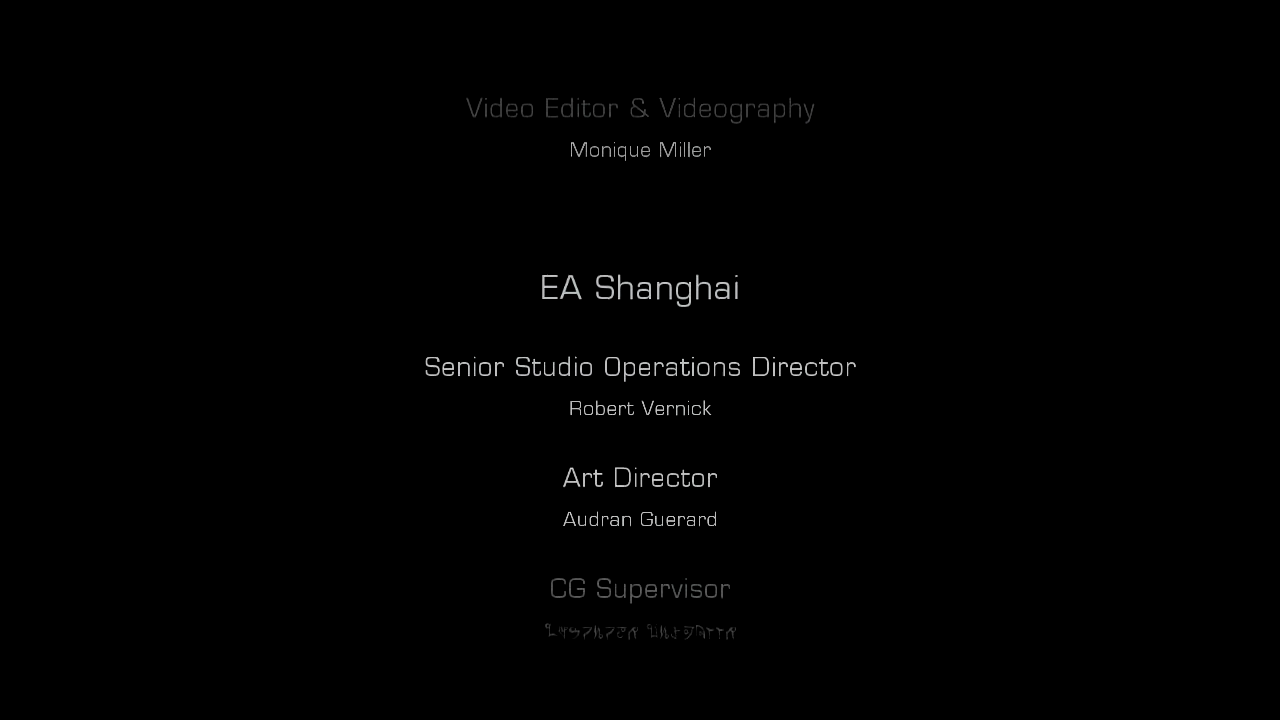 Video Editor & Videography
Monique Miller
EA Shanghai
Senior Studio Operations Director
Robert Vernick
Art Director
Audran Guerard
CG Supervisor